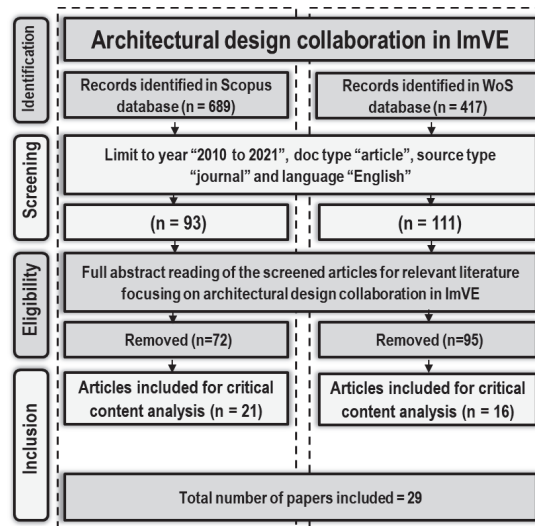 Identification
Architectural design collaboration in ImVE
Records identified in Scopus
database (n = 689)
Records identified in WoS
database (n = 417)
Screening
Limit to year “2010 to 2021”, doc type “article”, source type
“journal” and language “English”
(n = 93)
(n = 111)
Eligibility
Full abstract reading of the screened articles for relevant literature
focusing on architectural design collaboration in ImVE
Removed (n=72)
Removed (n=95)
Inclusion
Articles included for critical
content analysis (n = 21)
Articles included for critical
content analysis (n = 16)
Total number of papers included = 29